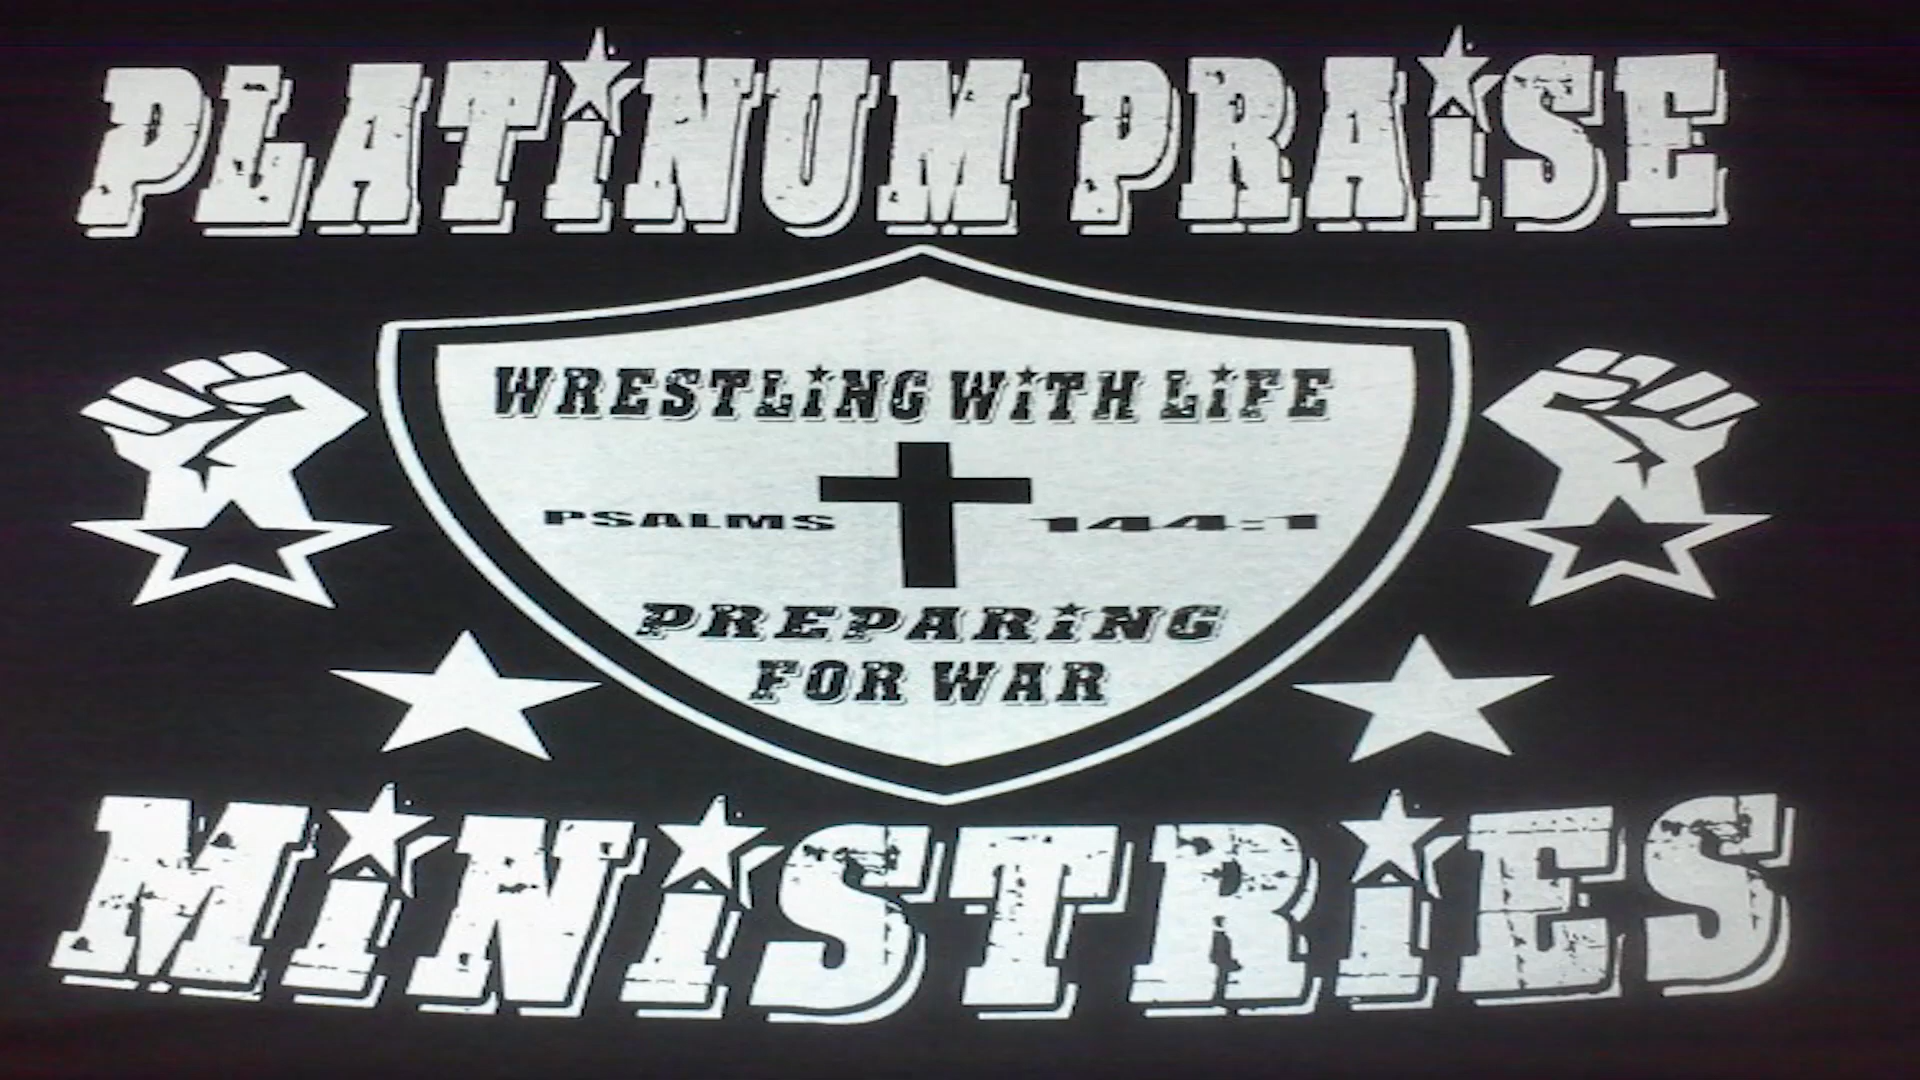 PLATiNUM PRAiSE
WRESTLiNG WiTH LiFE
PSALMS 144:1
PREPARiNG
FOR WAR
MiNiSTRiES